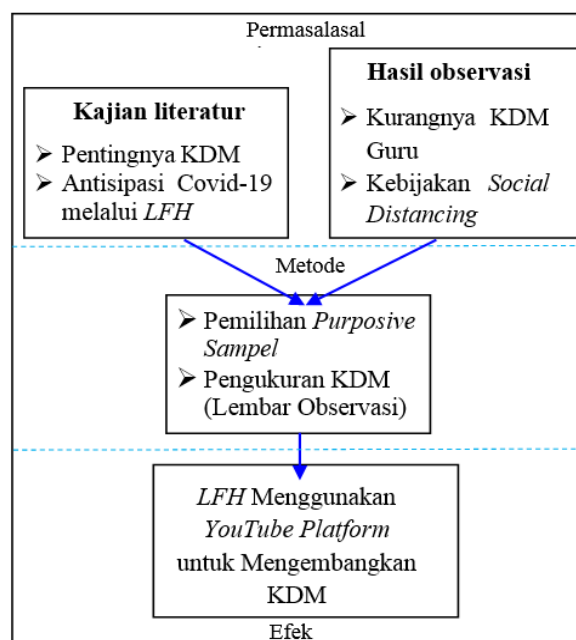 Permasalasal
Kajian literatur
➢ Pentingnya KDM
➢ Antisipasi Covid-19
melalui LFH
Hasil observasi
➢ Kurangnya KDM
Guru
➢ Kebijakan Social
Distancing
Metode
➢ Pemilihan Purposive
Sampel
➢ Pengukuran KDM
(Lembar Observasi)
LFH Menggunakan
YouTube Platform
untuk Mengembangkan
KDM
Efek